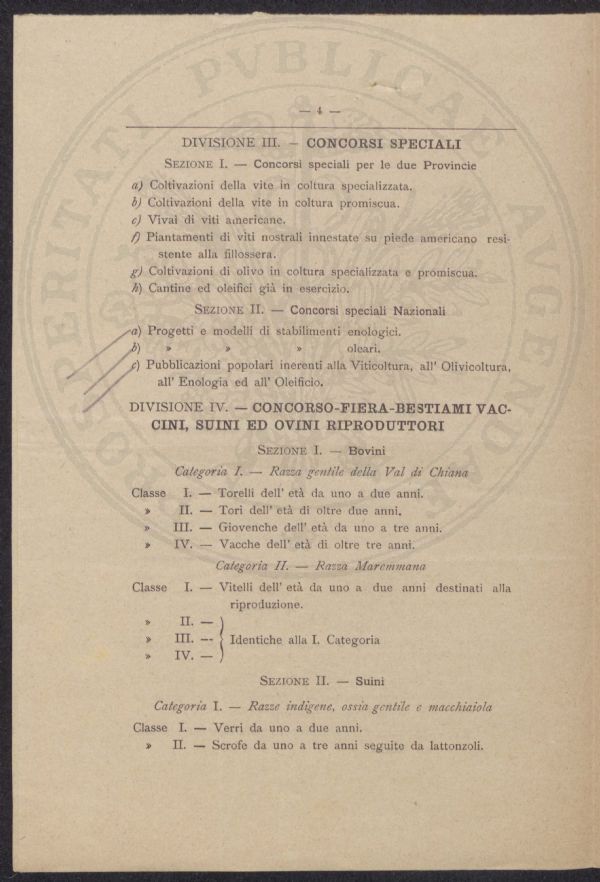 — 4 —
DIVISIONE III. — CONCORSI SPECIALI
SEZIONE I. — Concorsi speciali per le due Provincie
a) Coltivazioni della vite in coltura specializzata.
b) Coltivazioni della vite in coltura promiscua.
c) Vivai di viti americane.
f) Piantamenti di viti nostrali innestate su piede americano resi-
stente alla fillossera.
g) Coltivazioni di olivo in coltura specializzata e promiscua.
h) Cantine ed oleifici già in esercizio.
SEZIONE II. — Concorsi speciali Nazionali
a) Progetti e modelli di stabilimenti enologici.
b) » » » oleari.
c) Pubblicazioni popolari inerenti alla Viticoltura, all' Olivicoltura,
all' Enologia ed all' Oleificio.
DIVISIONE IV. — CONCORSO-FIERA-BESTIAMI VAC-
CINI, SUINI ED OVINI RIPRODUTTORI
SEZIONE I. — Bovini
Categoria I. — Razza gentile della Val di Chiana
Classe I. — Torelli dell' età da uno a due anni.
» II. — Tori dell' età di oltre due anni.
» III. — Giovenche dell' età da uno a tre anni.
» IV. — Vacche dell' età di oltre tre anni.
Categoria II. — Razza Maremmana
Classe I. — Vitelli dell' età da uno a due anni destinati alla
riproduzione.
» II. —
» III. — Identiche alla I. Categoria
» IV. —
SEZIONE II. — Suini
Categoria I. — Razze indigene, ossia gentile e macchiaiola
Classe I. — Verri da uno a due anni.
» II. — Scrofe da uno a tre anni seguite da lattonzoli.
PROSPERITATI PVBLICAE AVGENDAE